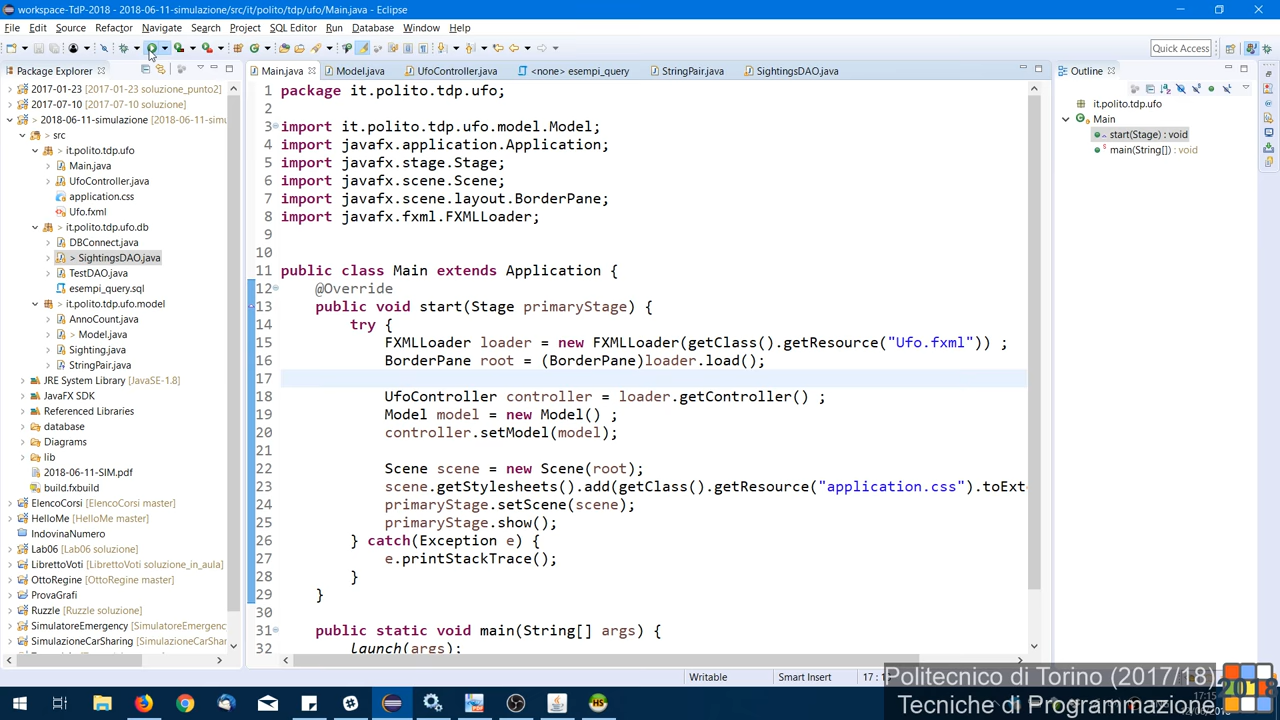 workspace-TdP-2018 - 2018-06-11-simulazione/src/it/polito/tdp/ufo/Main.java - Eclipse
File Edit Source Refactor Navigate Search Project SQL Editor Run Database Window Help
Quick Access
Package Explorer
2017-01-23 [2017-01-23 soluzione_punto2]
2017-07-10 [2017-07-10 soluzione]
> 2018-06-11-simulazione [2018-06-11-simu
> src
> it.polito.tdp.ufo
Main.java
UfoController.java
application.css
Ufo.fxml
it.polito.tdp.ufo.db
DBConnect.java
> SightingsDAO.java
TestDAO.java
esempi_query.sql
> it.polito.tdp.ufo.model
AnnoCount.java
> Model.java
Sighting.java
StringPair.java
JRE System Library [JavaSE-1.8]
JavaFX SDK
Referenced Libraries
database
Diagrams
lib
2018-06-11-SIM.pdf
build.fxbuild
ElencoCorsi [ElencoCorsi master]
HelloMe [HelloMe master]
IndovinaNumero
Lab06 [Lab06 soluzione]
LibrettoVoti [LibrettoVoti soluzione_in_aula]
OttoRegine [OttoRegine master]
ProvaGrafi
Ruzzle [Ruzzle soluzione]
SimulatoreEmergency [SimulatoreEmergenc
SimulazioneCarSharing [SimulazioneCarShar
Main.java Model.java UfoController.java <none> esempi_query StringPair.java SightingsDAO.java
1 package it.polito.tdp.ufo;
2
3 import it.polito.tdp.ufo.model.Model;
4 import javafx.application.Application;
5 import javafx.stage.Stage;
6 import javafx.scene.Scene;
7 import javafx.scene.layout.BorderPane;
8 import javafx.fxml.FXMLLoader;
9
10
11 public class Main extends Application {
12 @Override
13 public void start(Stage primaryStage) {
14 try {
15 FXMLLoader loader = new FXMLLoader(getClass().getResource("Ufo.fxml")) ;
16 BorderPane root = (BorderPane)loader.load();
17
18 UfoController controller = loader.getController() ;
19 Model model = new Model() ;
20 controller.setModel(model);
21
22 Scene scene = new Scene(root);
23 scene.getStylesheets().add(getClass().getResource("application.css").toExt
24 primaryStage.setScene(scene);
25 primaryStage.show();
26 } catch(Exception e) {
27 e.printStackTrace();
28 }
29 }
30
31 public static void main(String[] args) {
32 launch(args);
Outline
it.polito.tdp.ufo
Main
start(Stage) : void
main(String[]) : void
Writable Smart Insert 17 : 1
Politecnico di Torino (2017/18)
Tecniche di Programmazione
2018
17:15